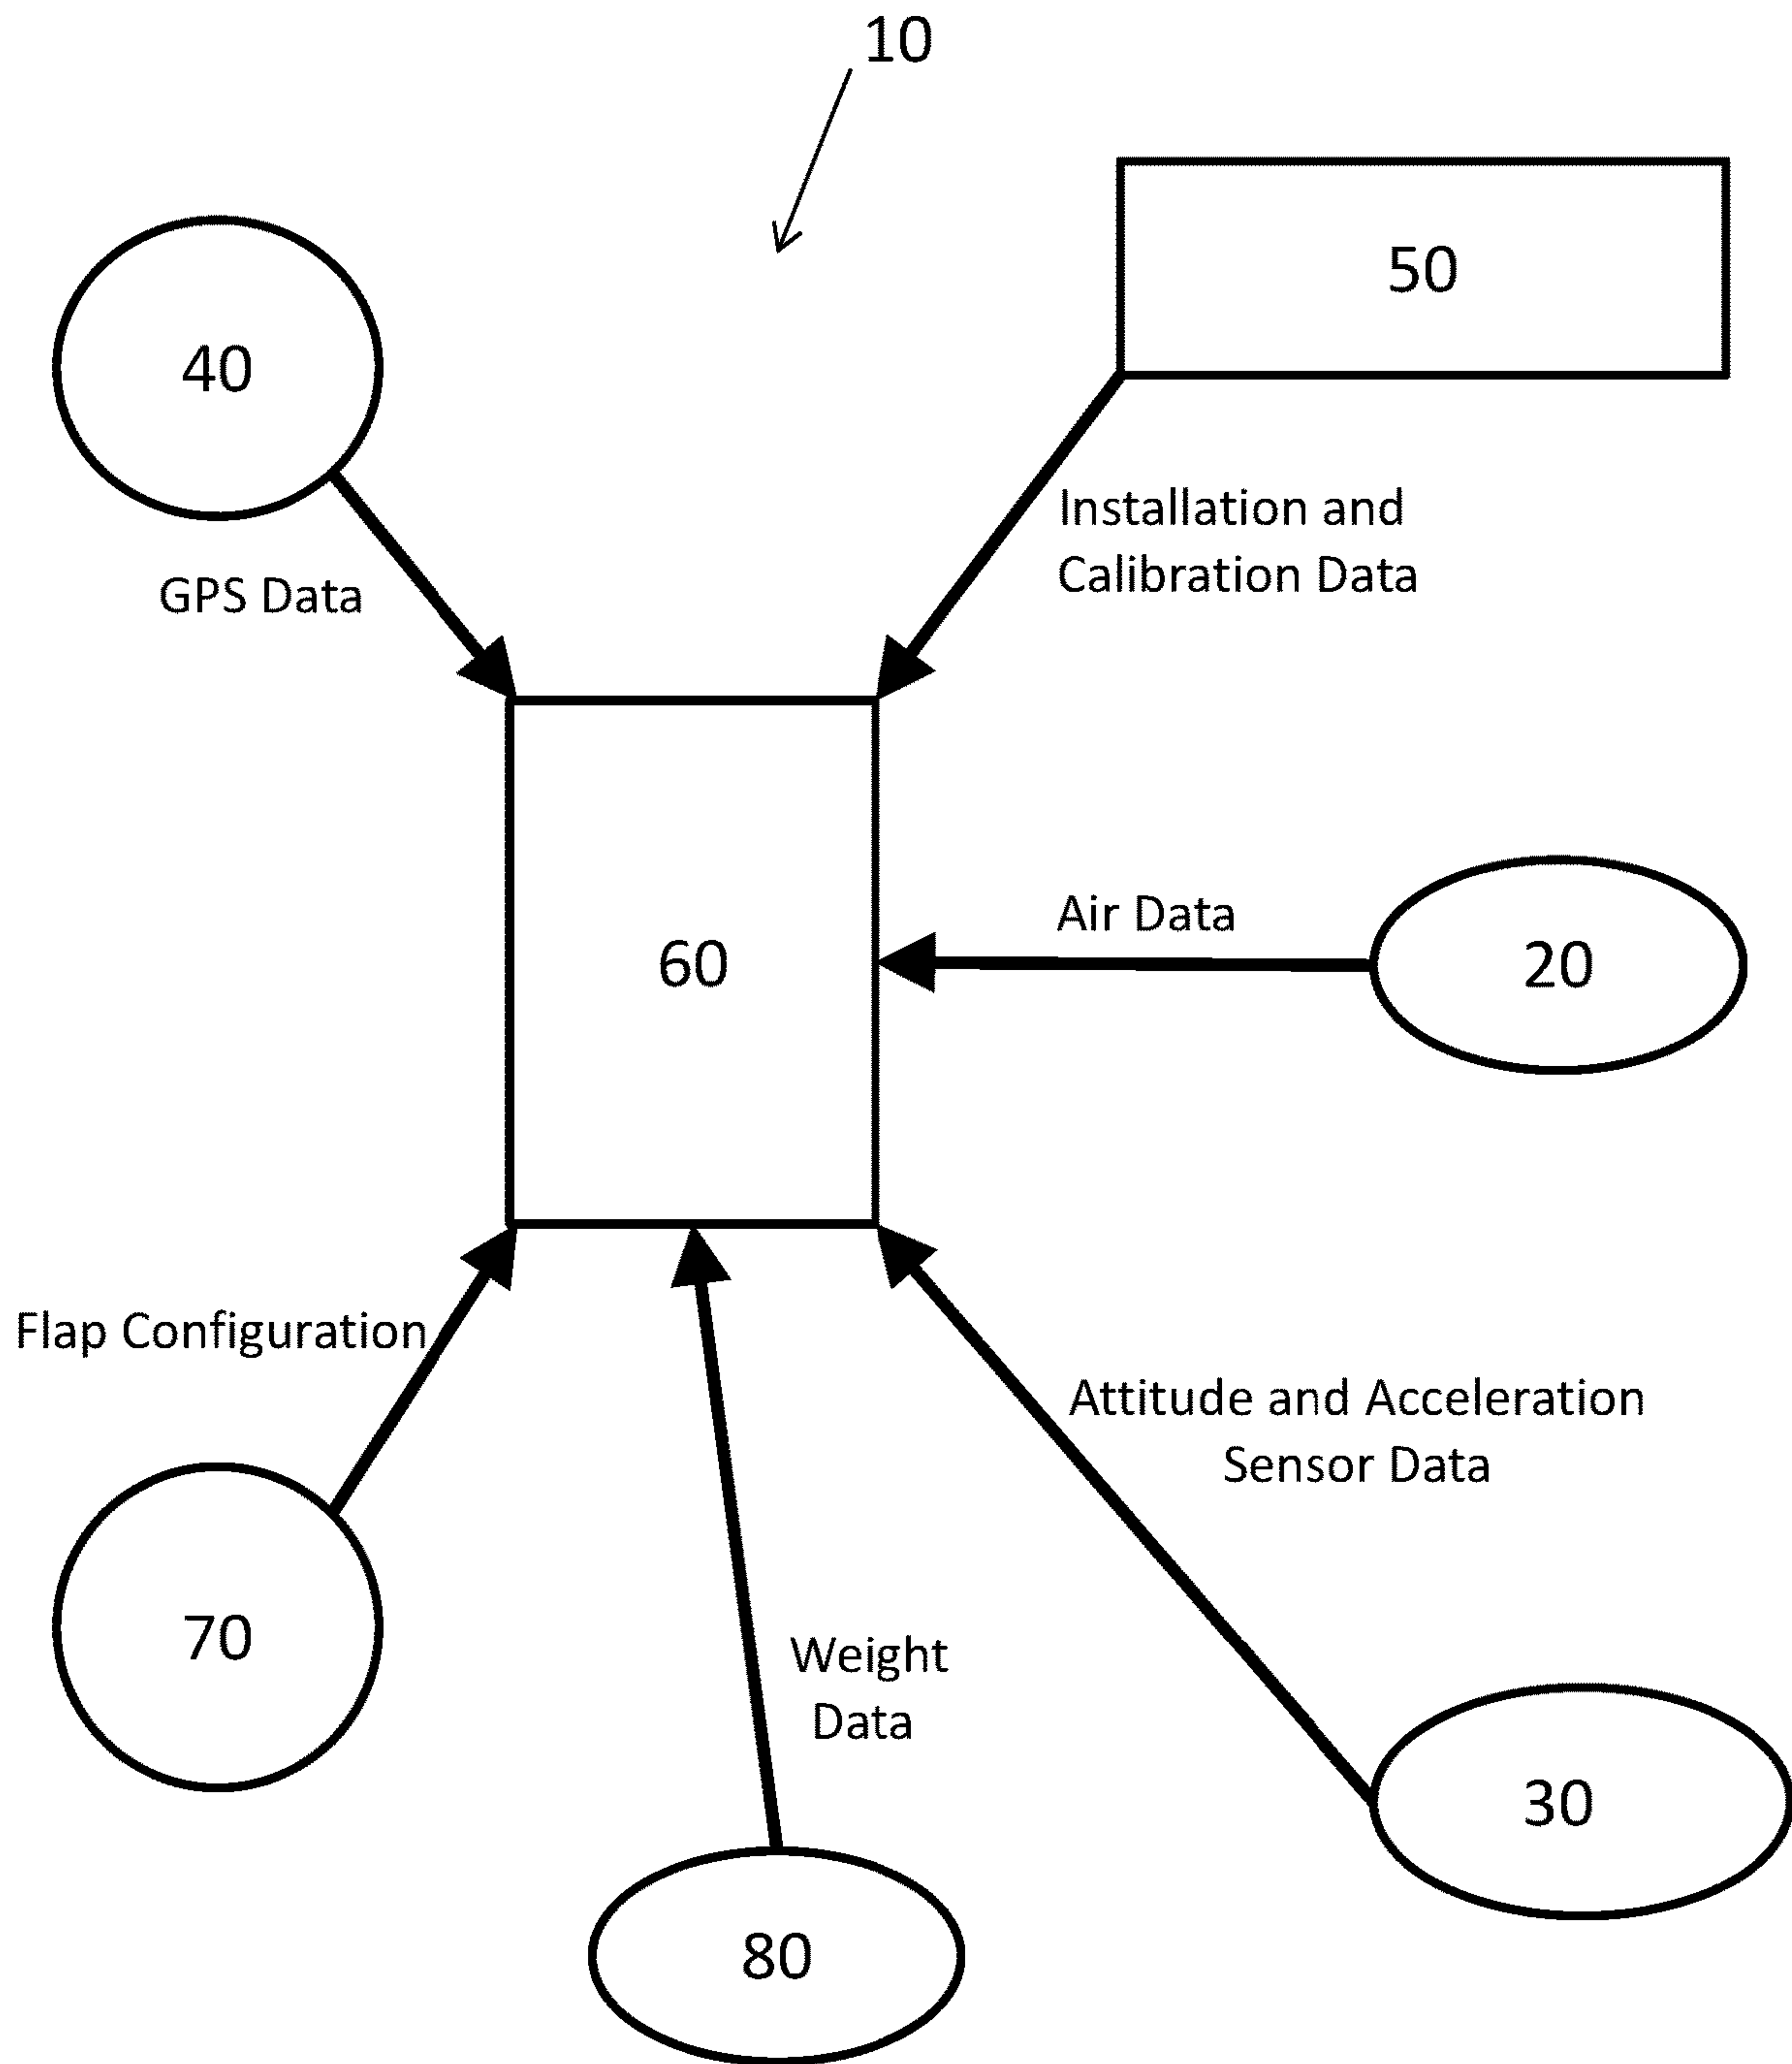 10
50
40
Installation and
Calibration Data
GPS Data
Air Data
60
20
Flap Configuration
Attitude and Acceleration
Sensor Data
70
Weight
Data
30
80